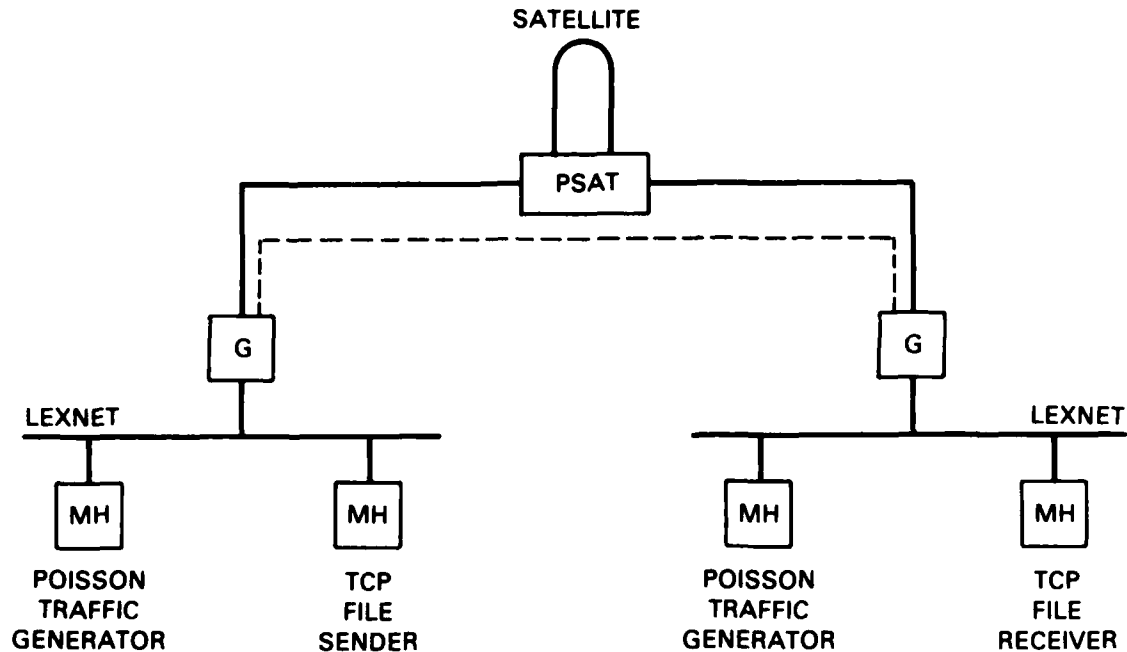 SATELLITE
PSAT
G
G
LEXNET
LEXNET
MH
MH
MH
MH
POISSON
TRAFFIC
GENERATOR
TCP
FILE
SENDER
POISSON
TRAFFIC
GENERATOR
TCP
FILE
RECEIVER